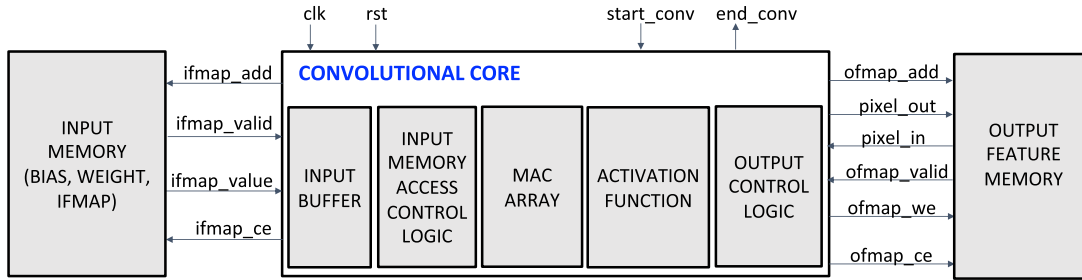 clk
rst
start_conv
end_conv
INPUT
MEMORY
(BIAS, WEIGHT,
IFMAP)
ifmap_add
ifmap_valid
ifmap_value
ifmap_ce
CONVOLUTIONAL CORE
INPUT
BUFFER
INPUT
MEMORY
ACCESS
CONTROL
LOGIC
MAC
ARRAY
ACTIVATION
FUNCTION
OUTPUT
CONTROL
LOGIC
ofmap_add
pixel_out
pixel_in
ofmap_valid
ofmap_we
ofmap_ce
OUTPUT
FEATURE
MEMORY